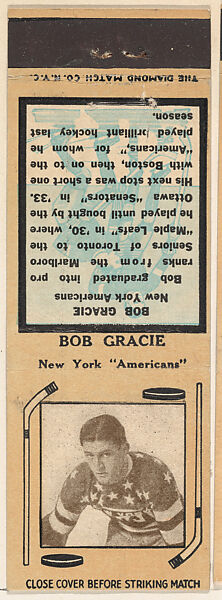 THE DIAMOND MATCH CO. N.Y.C.
BOB GRACIE
New York Americans
Bob graduated into pro
ranks from the Marlboro
Seniors of Toronto to the
Maple "Leafs" in '30, where
he played until bought by the
Ottawa "Senators" in '33.
His next stop was a short one
with Boston, then on to the
"Americans," for whom he
played brilliant hockey last
season.
BOB GRACIE
New York "Americans"
CLOSE COVER BEFORE STRIKING MATCH